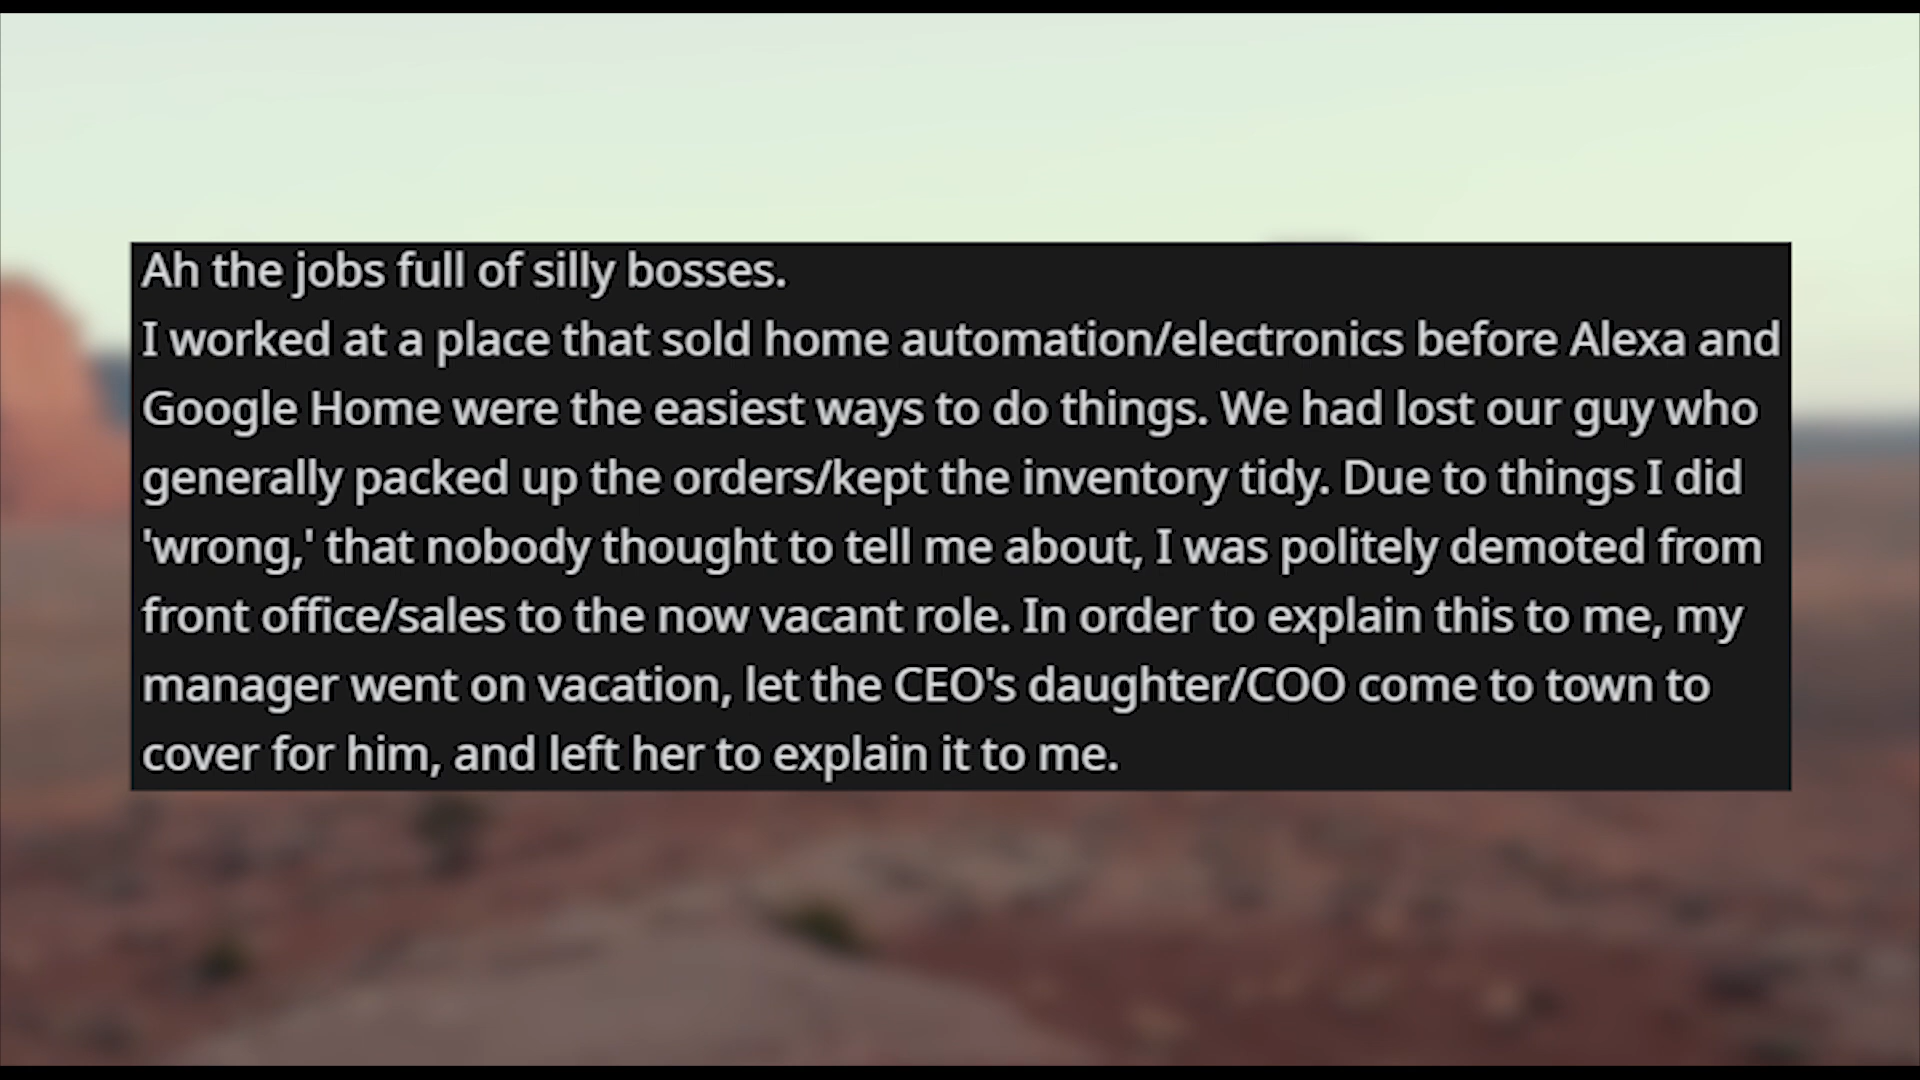 Ah the jobs full of silly bosses.
I worked at a place that sold home automation/electronics before Alexa and
Google Home were the easiest ways to do things. We had lost our guy who
generally packed up the orders/kept the inventory tidy. Due to things I did
'wrong,' that nobody thought to tell me about, I was politely demoted from
front office/sales to the now vacant role. In order to explain this to me, my
manager went on vacation, let the CEO's daughter/COO come to town to
cover for him, and left her to explain it to me.